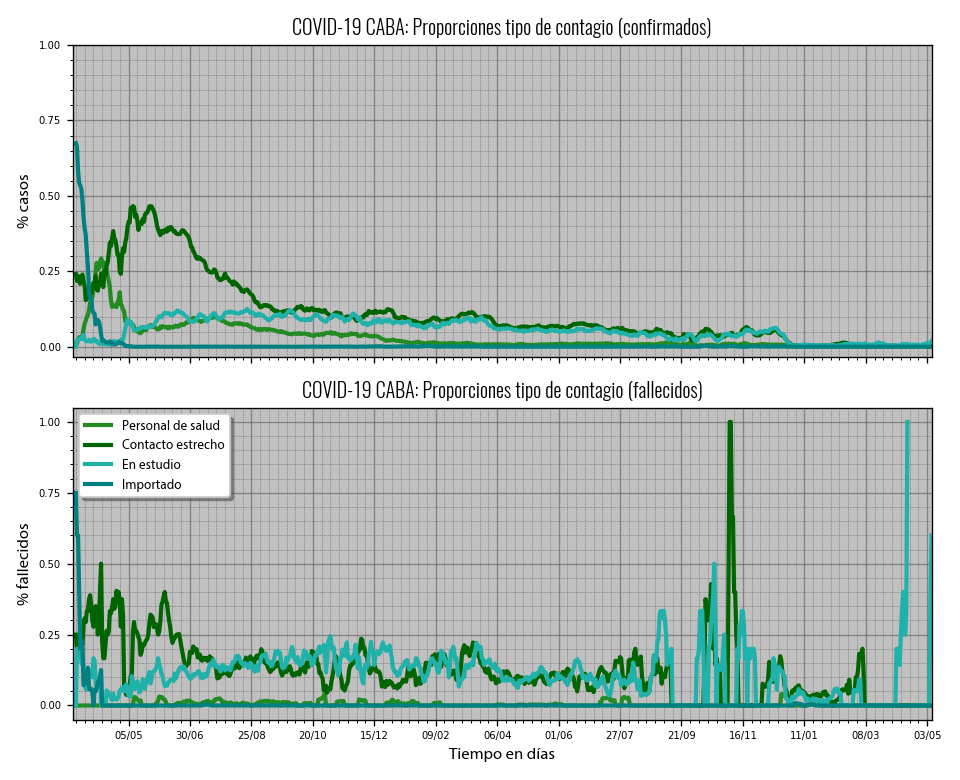 COVID-19 CABA: Proporciones tipo de contagio (confirmados)
1.00
0.75
0.50
0.25
0.00
% casos
COVID-19 CABA: Proporciones tipo de contagio (fallecidos)
1.00
0.75
0.50
0.25
0.00
% fallecidos
Personal de salud
Contacto estrecho
En estudio
Importado
05/05 30/06 25/08 20/10 15/12 09/02 06/04 01/06 27/07 21/09 16/11 11/01 08/03 03/05
Tiempo en días